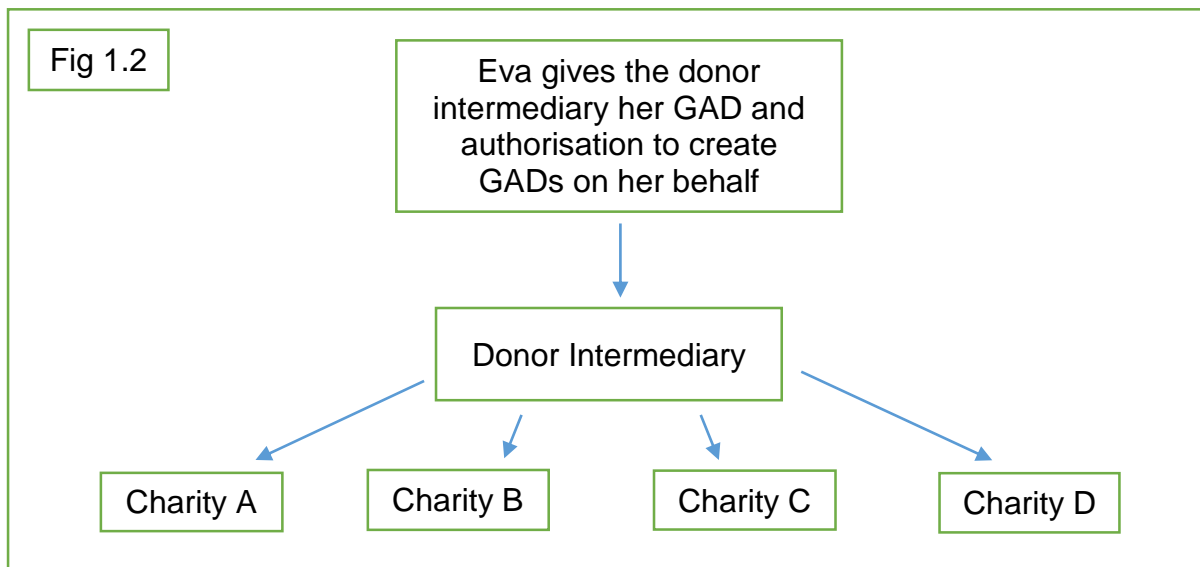 Fig 1.2
Eva gives the donor
intermediary her GAD and
authorisation to create
GADs on her behalf
Donor Intermediary
Charity A
Charity B
Charity C
Charity D